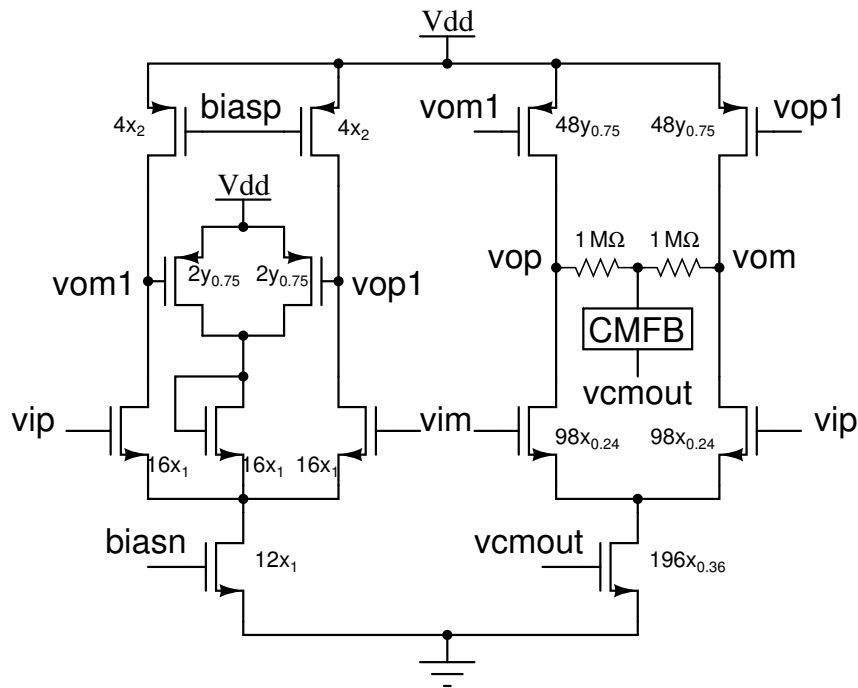 Vdd
biasp
vom1
vop1
4x₂
4x₂
48y₀.₇₅
48y₀.₇₅
Vdd
1 MΩ
1 MΩ
vop
vom
vom1
2y₀.₇₅
2y₀.₇₅
vop1
CMFB
vcmout
vip
vim
vip
16x₁
16x₁
16x₁
98x₀.₂₄
98x₀.₂₄
biasn
vcmout
12x₁
196x₀.₃₆